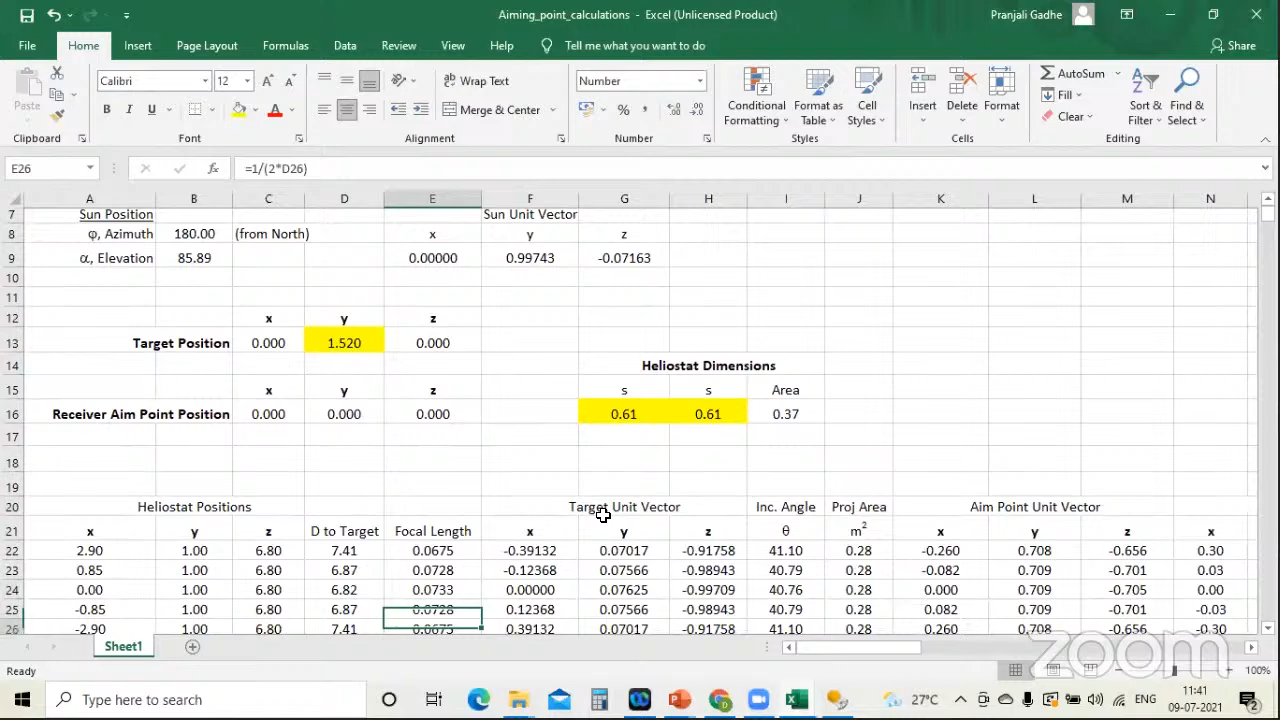 Aiming_point_calculations - Excel (Unlicensed Product)
Pranjali Gadhe
File Home Insert Page Layout Formulas Data Review View Help Tell me what you want to do Share
Paste
Calibri 12
B I U
Wrap Text
Merge & Center
Number
Conditional Formatting
Format as Table
Cell Styles
Insert Delete Format
AutoSum
Fill
Clear
Sort & Filter
Find & Select
Clipboard Font Alignment Number Styles Cells Editing
E26 fx =1/(2*D26)
A B C D E F G H I J K L M N
7 Sun Position Sun Unit Vector
8 φ, Azimuth 180.00 (from North) x y z
9 α, Elevation 85.89 0.00000 0.99743 -0.07163
10
11
12 x y z
13 Target Position 0.000 1.520 0.000
14 Heliostat Dimensions
15 x y z s s Area
16 Receiver Aim Point Position 0.000 0.000 0.000 0.61 0.61 0.37
17
18
19
20 Heliostat Positions Target Unit Vector Inc. Angle Proj Area Aim Point Unit Vector
21 x y z D to Target Focal Length x y z θ m² x y z x
22 2.90 1.00 6.80 7.41 0.0675 -0.39132 0.07017 -0.91758 41.10 0.28 -0.260 0.708 -0.656 0.30
23 0.85 1.00 6.80 6.87 0.0728 -0.12368 0.07566 -0.98943 40.79 0.28 -0.082 0.709 -0.701 0.03
24 0.00 1.00 6.80 6.82 0.0733 0.00000 0.07625 -0.99709 40.76 0.28 0.000 0.709 -0.705 0.00
25 -0.85 1.00 6.80 6.87 0.0728 0.12368 0.07566 -0.98943 40.79 0.28 0.082 0.709 -0.701 -0.03
26 -2.90 1.00 6.80 7.41 0.0675 0.39132 0.07017 -0.91758 41.10 0.28 0.260 0.708 -0.656 -0.30
Sheet1
zoom
Ready 100%
Type here to search
27°C ENG 11:41
09-07-2021
2